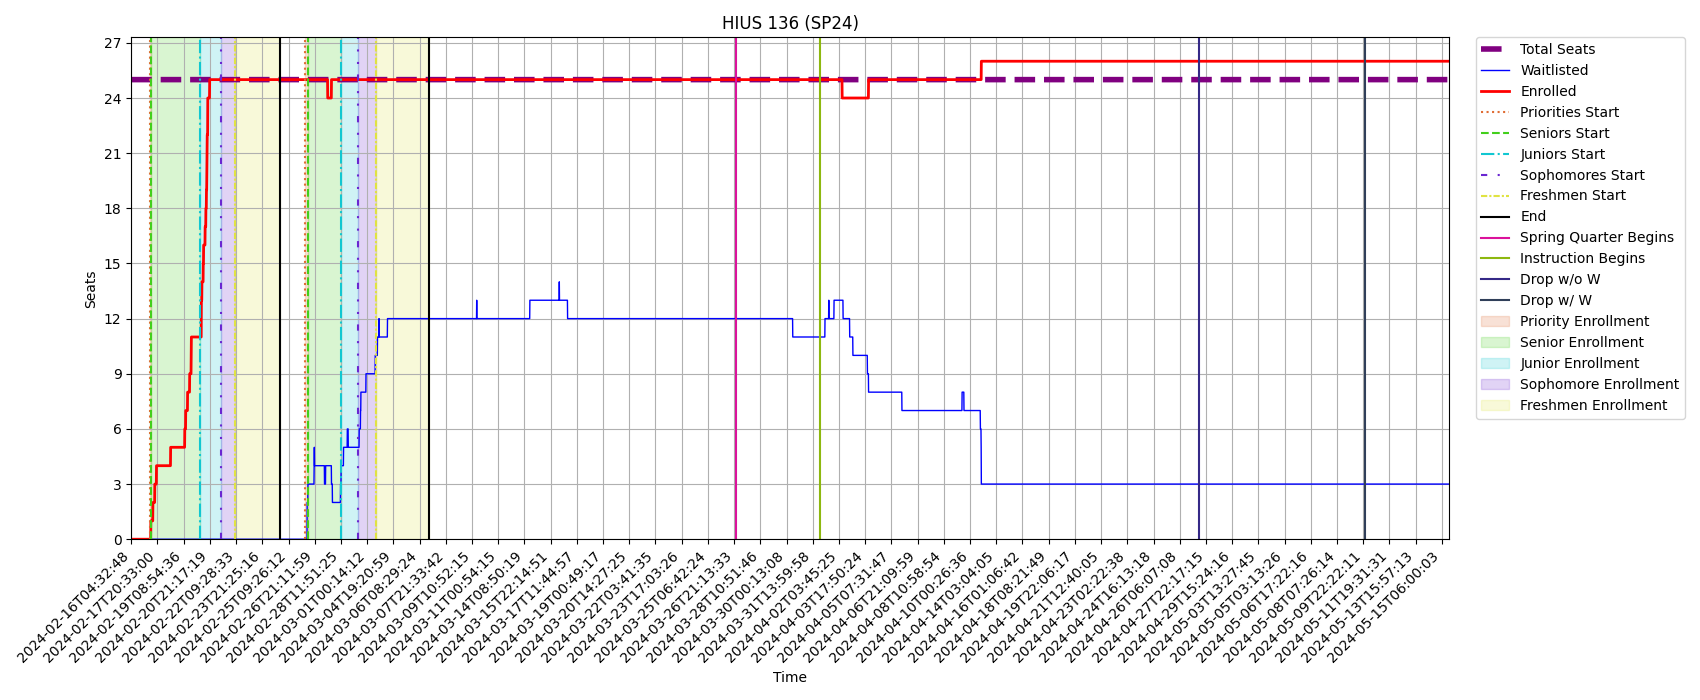 HIUS 136 (SP24)
Seats
27
24
21
18
15
12
9
6
3
0
2024-02-16T04:32:48
2024-02-17T20:33:00
2024-02-19T08:54:36
2024-02-20T17:17:19
2024-02-22T09:28:33
2024-02-23T21:25:16
2024-02-25T09:26:12
2024-02-26T21:11:59
2024-02-28T11:51:25
2024-03-01T00:14:12
2024-03-04T19:20:59
2024-03-06T08:29:24
2024-03-07T21:33:42
2024-03-09T10:52:15
2024-03-11T00:54:15
2024-03-14T08:50:19
2024-03-15T22:14:51
2024-03-17T11:44:57
2024-03-19T00:49:17
2024-03-20T14:27:25
2024-03-22T03:41:35
2024-03-23T17:03:26
2024-03-25T06:42:24
2024-03-26T21:13:33
2024-03-28T10:51:46
2024-03-30T00:13:08
2024-03-31T13:59:58
2024-04-02T03:45:25
2024-04-03T17:50:24
2024-04-05T07:31:47
2024-04-06T21:09:59
2024-04-08T10:58:54
2024-04-10T00:26:36
2024-04-14T03:04:05
2024-04-16T01:06:42
2024-04-18T08:21:49
2024-04-19T22:06:17
2024-04-21T12:40:05
2024-04-23T02:22:38
2024-04-24T16:13:18
2024-04-26T06:07:08
2024-04-27T22:17:15
2024-04-29T15:24:16
2024-05-03T13:27:45
2024-05-05T03:13:26
2024-05-06T17:22:16
2024-05-08T07:26:14
2024-05-09T22:22:11
2024-05-11T19:31:31
2024-05-13T15:57:13
2024-05-15T06:00:03
Time
Total Seats
Waitlisted
Enrolled
Priorities Start
Seniors Start
Juniors Start
Sophomores Start
Freshmen Start
End
Spring Quarter Begins
Instruction Begins
Drop w/o W
Drop w/ W
Priority Enrollment
Senior Enrollment
Junior Enrollment
Sophomore Enrollment
Freshmen Enrollment